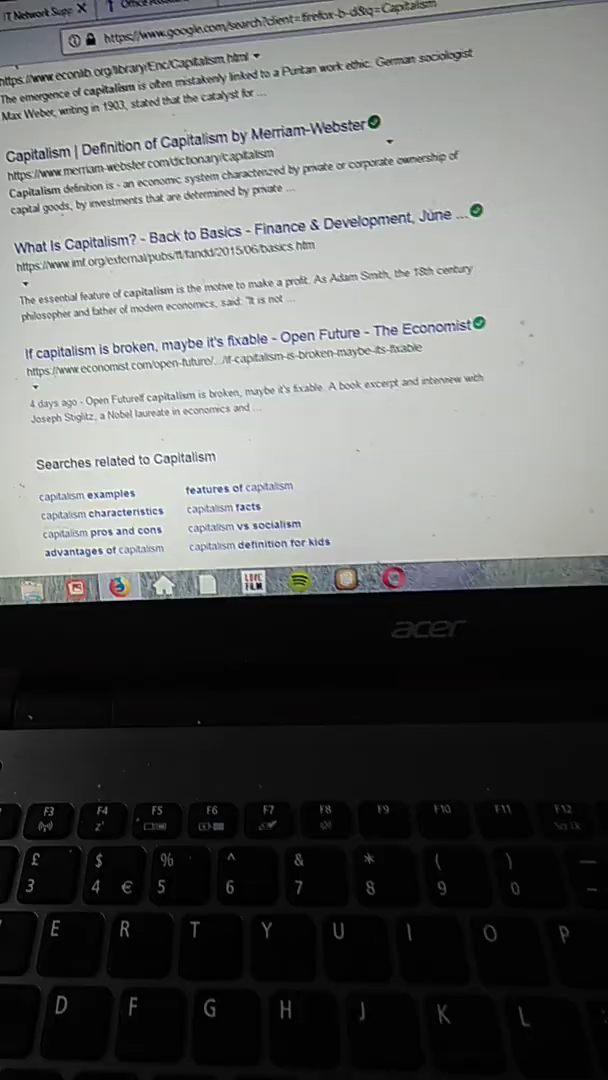 IT Network Supp
https://www.google.com/search?client=firefox-b-d&q=Capitalism
https://www.econlib.org/library/Enc/Capitalism.html
The emergence of capitalism is often mistakenly linked to a Puritan work ethic. German sociologist
Max Weber, writing in 1903, stated that the catalyst for ...
Capitalism | Definition of Capitalism by Merriam-Webster
https://www.merriam-webster.com/dictionary/capitalism
Capitalism definition is - an economic system characterized by private or corporate ownership of
capital goods, by investments that are determined by private ...
What Is Capitalism? - Back to Basics - Finance & Development, June ...
https://www.imf.org/external/pubs/ft/fandd/2015/06/basics.htm
The essential feature of capitalism is the motive to make a profit. As Adam Smith, the 18th century
philosopher and father of modern economics, said: "It is not ...
If capitalism is broken, maybe it's fixable - Open Future - The Economist
https://www.economist.com/open-future/.../if-capitalism-is-broken-maybe-its-fixable
4 days ago - Open FutureIf capitalism is broken, maybe it's fixable. A book excerpt and interview with
Joseph Stiglitz, a Nobel laureate in economics and ...
Searches related to Capitalism
capitalism examples features of capitalism
capitalism characteristics capitalism facts
capitalism pros and cons capitalism vs socialism
advantages of capitalism capitalism definition for kids
LOVE
FILM
acer
F3 F4 F5 F6 F7 F8 F9 F10 F11 F12
£ $ % ^ & * ( )
3 4 € 5 6 7 8 9 0
E R T Y U I O P
D F G H J K L